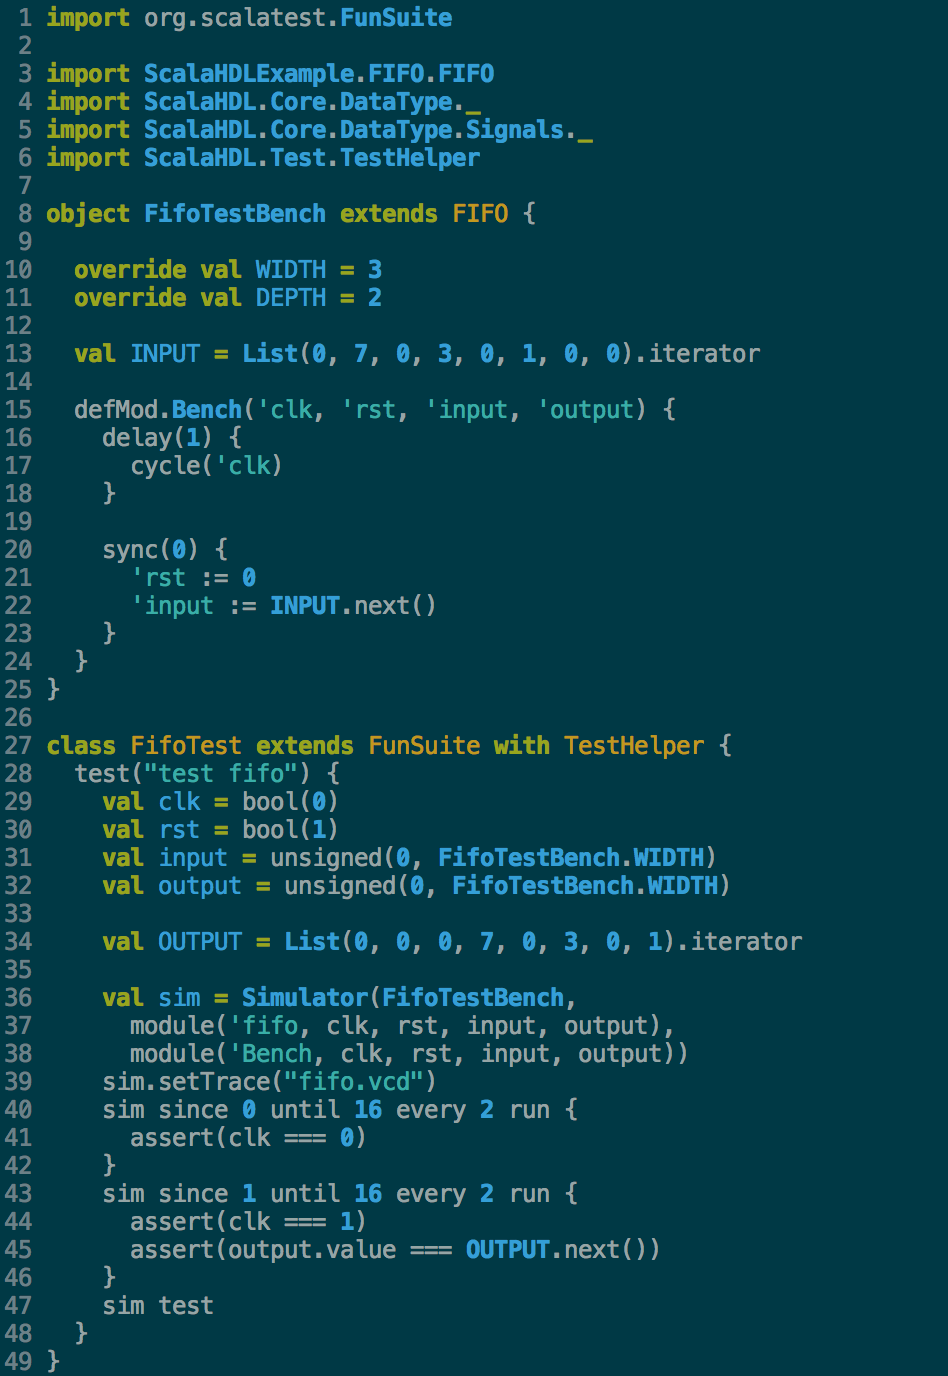 1 import org.scalatest.FunSuite
2
3 import ScalaHDLExample.FIFO.FIFO
4 import ScalaHDL.Core.DataType._
5 import ScalaHDL.Core.DataType.Signals._
6 import ScalaHDL.Test.TestHelper
7
8 object FifoTestBench extends FIFO {
9
10   override val WIDTH = 3
11   override val DEPTH = 2
12
13   val INPUT = List(0, 7, 0, 3, 0, 1, 0, 0).iterator
14
15   defMod.Bench('clk, 'rst, 'input, 'output) {
16     delay(1) {
17       cycle('clk)
18     }
19
20     sync(0) {
21       'rst := 0
22       'input := INPUT.next()
23     }
24   }
25 }
26
27 class FifoTest extends FunSuite with TestHelper {
28   test("test fifo") {
29     val clk = bool(0)
30     val rst = bool(1)
31     val input = unsigned(0, FifoTestBench.WIDTH)
32     val output = unsigned(0, FifoTestBench.WIDTH)
33
34     val OUTPUT = List(0, 0, 0, 7, 0, 3, 0, 1).iterator
35
36     val sim = Simulator(FifoTestBench,
37       module('fifo, clk, rst, input, output),
38       module('Bench, clk, rst, input, output))
39     sim.setTrace("fifo.vcd")
40     sim since 0 until 16 every 2 run {
41       assert(clk === 0)
42     }
43     sim since 1 until 16 every 2 run {
44       assert(clk === 1)
45       assert(output.value === OUTPUT.next())
46     }
47     sim test
48   }
49 }